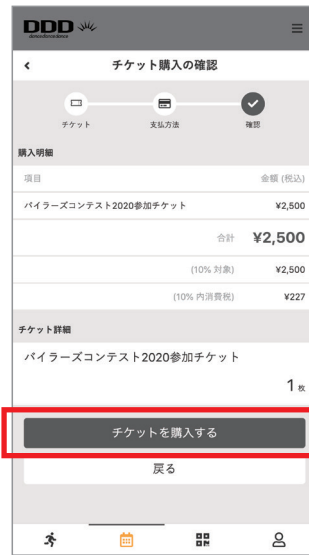 DDD
dancedancedance
チケット購入の確認
チケット
支払方法
確認
購入明細
項目 金額 (税込)
バイラーズコンテスト2020参加チケット ¥2,500
合計 ¥2,500
(10% 対象) ¥2,500
(10% 内消費税) ¥227
チケット詳細
バイラーズコンテスト2020参加チケット
1 枚
チケットを購入する
戻る